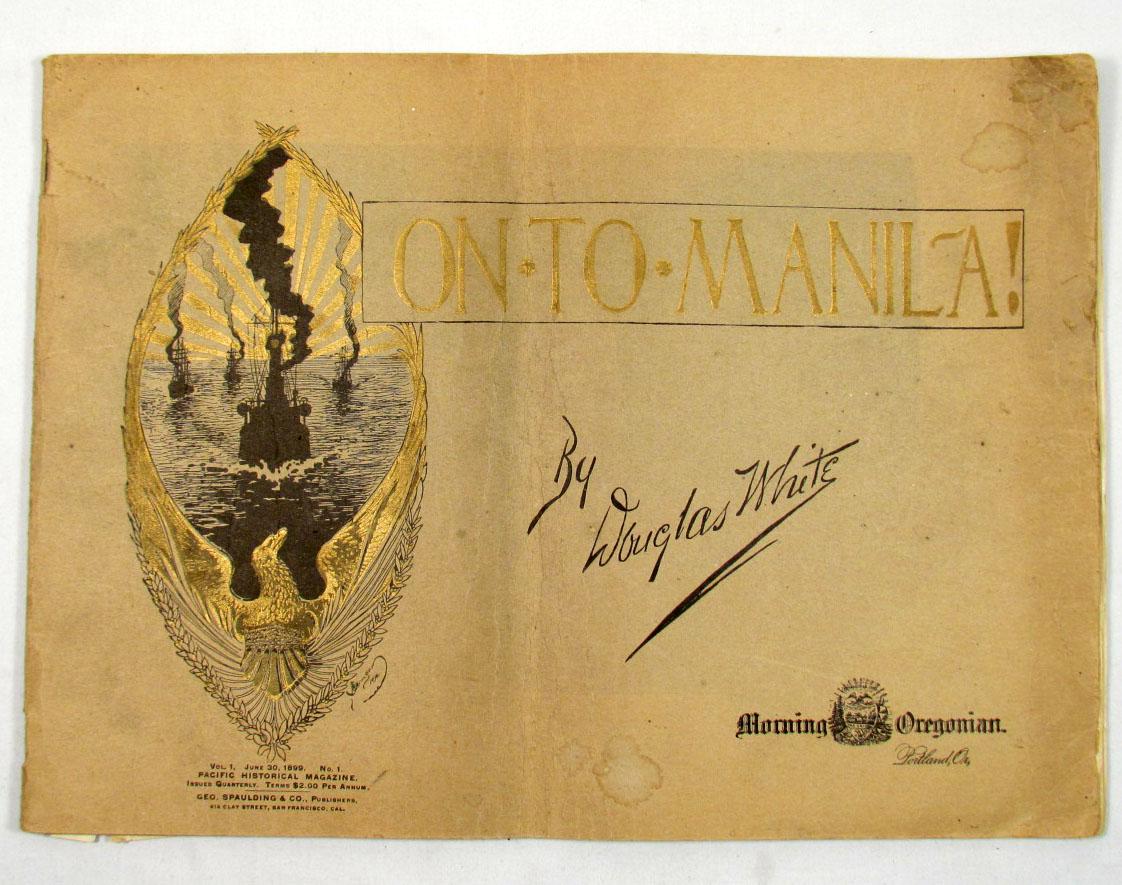 ON·TO·MANILA!
By
Douglas White
Morning Oregonian.
Portland, Or,
VOL. 1, JUNE 30, 1899. NO. 1.
PACIFIC HISTORICAL MAGAZINE.
ISSUED QUARTERLY. TERMS $2.00 PER ANNUM.
GEO. SPAULDING & CO., PUBLISHERS,
414 CLAY STREET, SAN FRANCISCO, CAL.